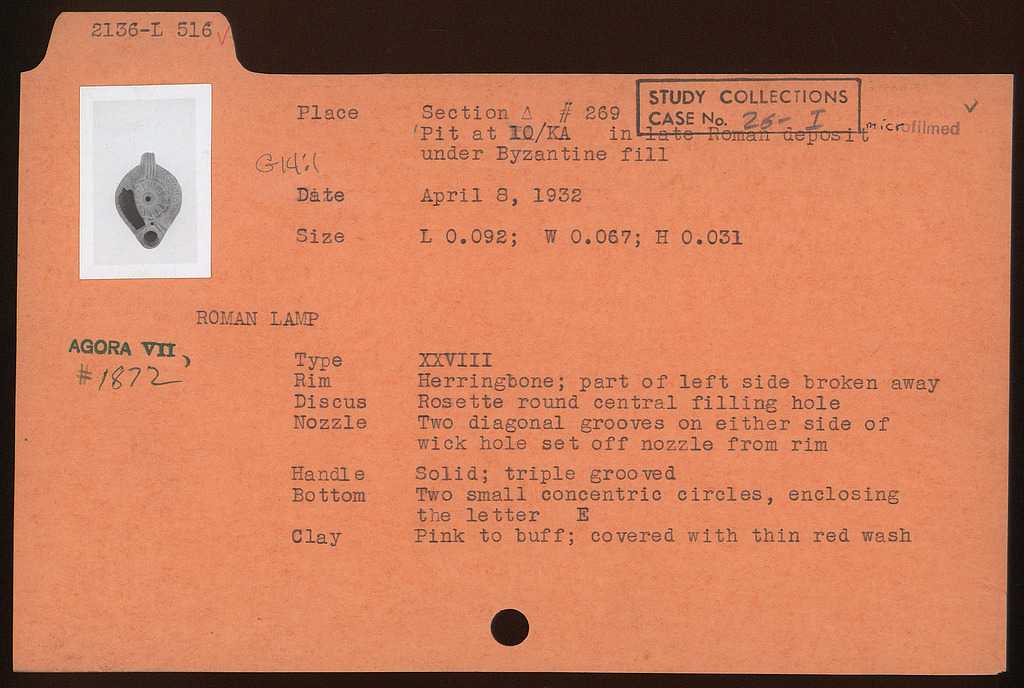 2136-L 516 ✓
STUDY COLLECTIONS
CASE No. 26-I
Place Section Δ # 269
Pit at 10/KA in late Roman deposit
microfilmed ✓
under Byzantine fill
G14:1
Date April 8, 1932
Size L 0.092; W 0.067; H 0.031
ROMAN LAMP
AGORA VII,
#1872
Type XXVIII
Rim Herringbone; part of left side broken away
Discus Rosette round central filling hole
Nozzle Two diagonal grooves on either side of
wick hole set off nozzle from rim
Handle Solid; triple grooved
Bottom Two small concentric circles, enclosing
the letter E
Clay Pink to buff; covered with thin red wash